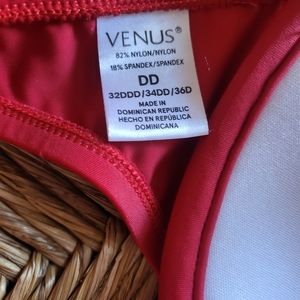 VENUS®
82% NYLON/NYLON
18% SPANDEX/SPANDEX
DD
32DDD/34DD/36D
MADE IN
DOMINICAN REPUBLIC
HECHO EN REPÚBLICA
DOMINICANA